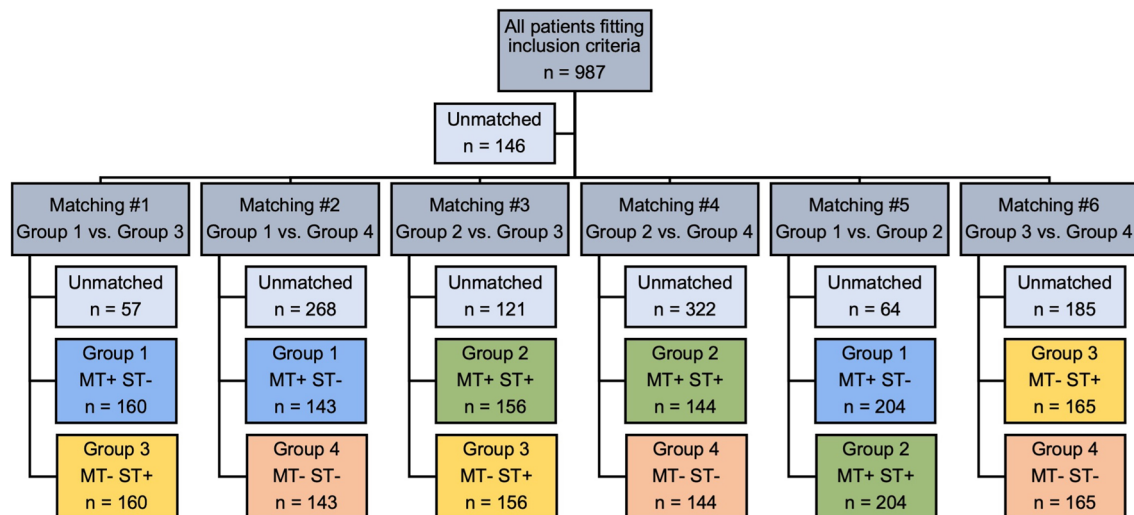 All patients fitting
inclusion criteria
n = 987
Unmatched
n = 146
Matching #1
Group 1 vs. Group 3
Unmatched
n = 57
Group 1
MT+ ST-
n = 160
Group 3
MT- ST+
n = 160
Matching #2
Group 1 vs. Group 4
Unmatched
n = 268
Group 1
MT+ ST-
n = 143
Group 4
MT- ST-
n = 143
Matching #3
Group 2 vs. Group 3
Unmatched
n = 121
Group 2
MT+ ST+
n = 156
Group 3
MT- ST+
n = 156
Matching #4
Group 2 vs. Group 4
Unmatched
n = 322
Group 2
MT+ ST+
n = 144
Group 4
MT- ST-
n = 144
Matching #5
Group 1 vs. Group 2
Unmatched
n = 64
Group 1
MT+ ST-
n = 204
Group 2
MT+ ST+
n = 204
Matching #6
Group 3 vs. Group 4
Unmatched
n = 185
Group 3
MT- ST+
n = 165
Group 4
MT- ST-
n = 165